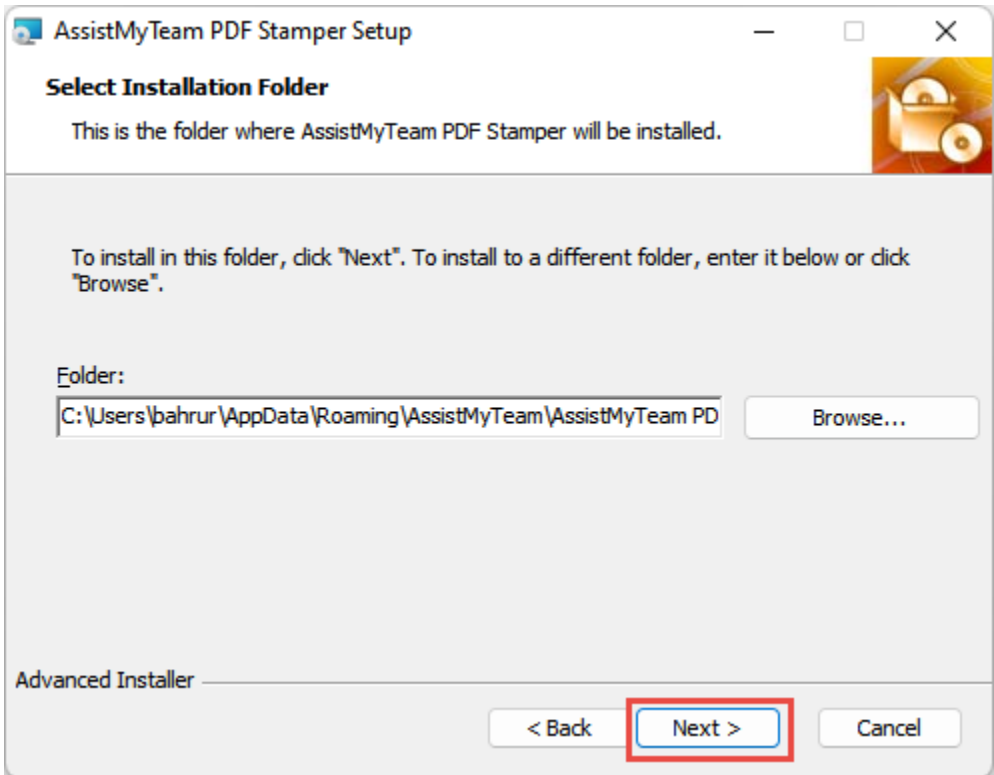 AssistMyTeam PDF Stamper Setup
Select Installation Folder
This is the folder where AssistMyTeam PDF Stamper will be installed.
To install in this folder, click "Next". To install to a different folder, enter it below or click
"Browse".
Folder:
C:\Users\bahrur\AppData\Roaming\AssistMyTeam\AssistMyTeam PD
Browse...
Advanced Installer
< Back
Next >
Cancel